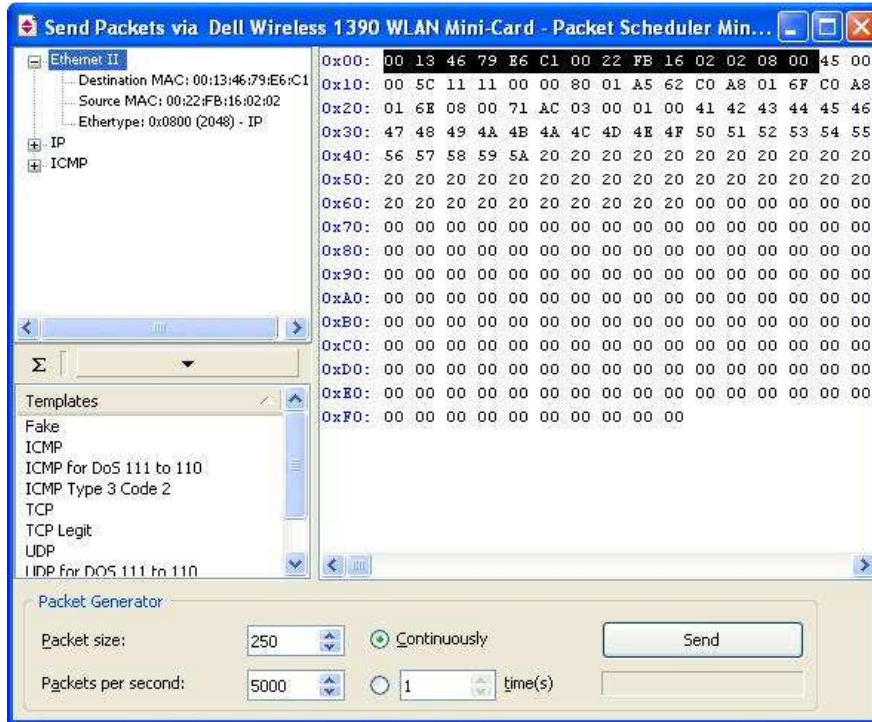 Send Packets via Dell Wireless 1390 WLAN Mini-Card - Packet Scheduler Min...
Ethernet II
Destination MAC: 00:13:46:79:E6:C1
Source MAC: 00:22:FB:16:02:02
Ethertype: 0x0800 (2048) - IP
IP
ICMP
0x00: 00 13 46 79 E6 C1 00 22 FB 16 02 02 08 00 45 00
0x10: 00 5C 11 11 00 00 80 01 A5 62 C0 A8 01 6F C0 A8
0x20: 01 6E 08 00 71 AC 03 00 01 00 41 42 43 44 45 46
0x30: 47 48 49 4A 4B 4A 4C 4D 4E 4F 50 51 52 53 54 55
0x40: 56 57 58 59 5A 20 20 20 20 20 20 20 20 20 20 20
0x50: 20 20 20 20 20 20 20 20 20 20 20 20 20 20 20 20
0x60: 20 20 20 20 20 20 20 20 20 20 00 00 00 00 00 00
0x70: 00 00 00 00 00 00 00 00 00 00 00 00 00 00 00 00
0x80: 00 00 00 00 00 00 00 00 00 00 00 00 00 00 00 00
0x90: 00 00 00 00 00 00 00 00 00 00 00 00 00 00 00 00
0xA0: 00 00 00 00 00 00 00 00 00 00 00 00 00 00 00 00
0xB0: 00 00 00 00 00 00 00 00 00 00 00 00 00 00 00 00
0xC0: 00 00 00 00 00 00 00 00 00 00 00 00 00 00 00 00
0xD0: 00 00 00 00 00 00 00 00 00 00 00 00 00 00 00 00
0xE0: 00 00 00 00 00 00 00 00 00 00 00 00 00 00 00 00
0xF0: 00 00 00 00 00 00 00 00 00 00
Σ
Templates
Fake
ICMP
ICMP for DoS 111 to 110
ICMP Type 3 Code 2
TCP
TCP Legit
UDP
UDP for DOS 111 to 110
Packet Generator
Packet size: 250
Continuously
Send
Packets per second: 5000
1 time(s)